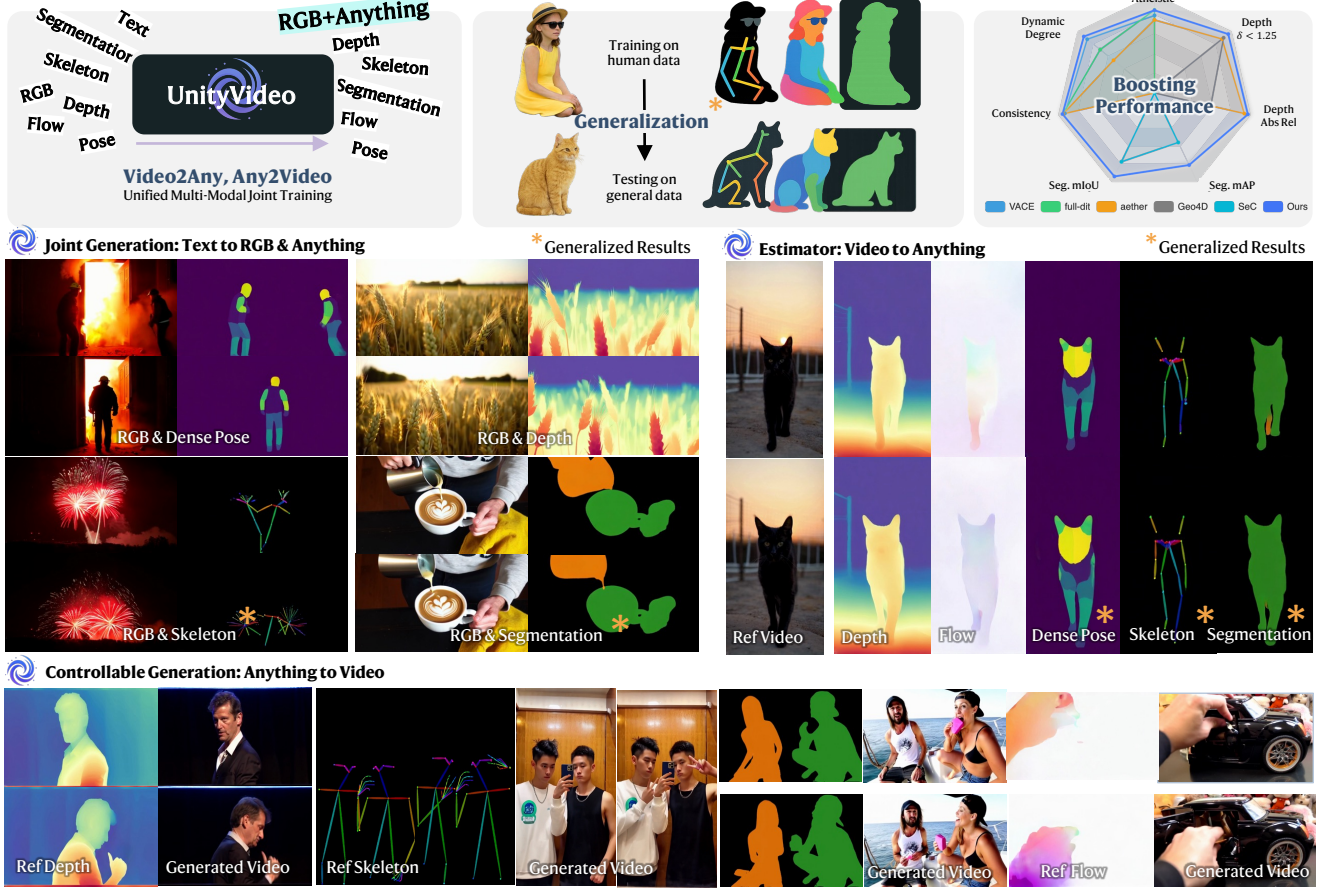 Text
Segmentation
Skeleton
RGB
Depth
Flow
Pose
UnityVideo
RGB+Anything
Depth
Skeleton
Segmentation
Flow
Pose
Video2Any, Any2Video
Unified Multi-Modal Joint Training
Training on
human data
*
Generalization
Testing on
general data
Aesthetic
Dynamic
Degree
Depth
δ < 1.25
Boosting
Performance
Consistency
Depth
Abs Rel
Seg. mIoU
Seg. mAP
VACE
full-dit
aether
Geo4D
SeC
Ours
Joint Generation: Text to RGB & Anything
*Generalized Results
RGB & Dense Pose
RGB & Depth
RGB & Skeleton *
RGB & Segmentation *
Estimator: Video to Anything
*Generalized Results
Ref Video
Depth
Flow
Dense Pose *
Skeleton *
Segmentation *
Controllable Generation: Anything to Video
Ref Depth
Generated Video
Ref Skeleton
Generated Video
Generated Video
Ref Flow
Generated Video